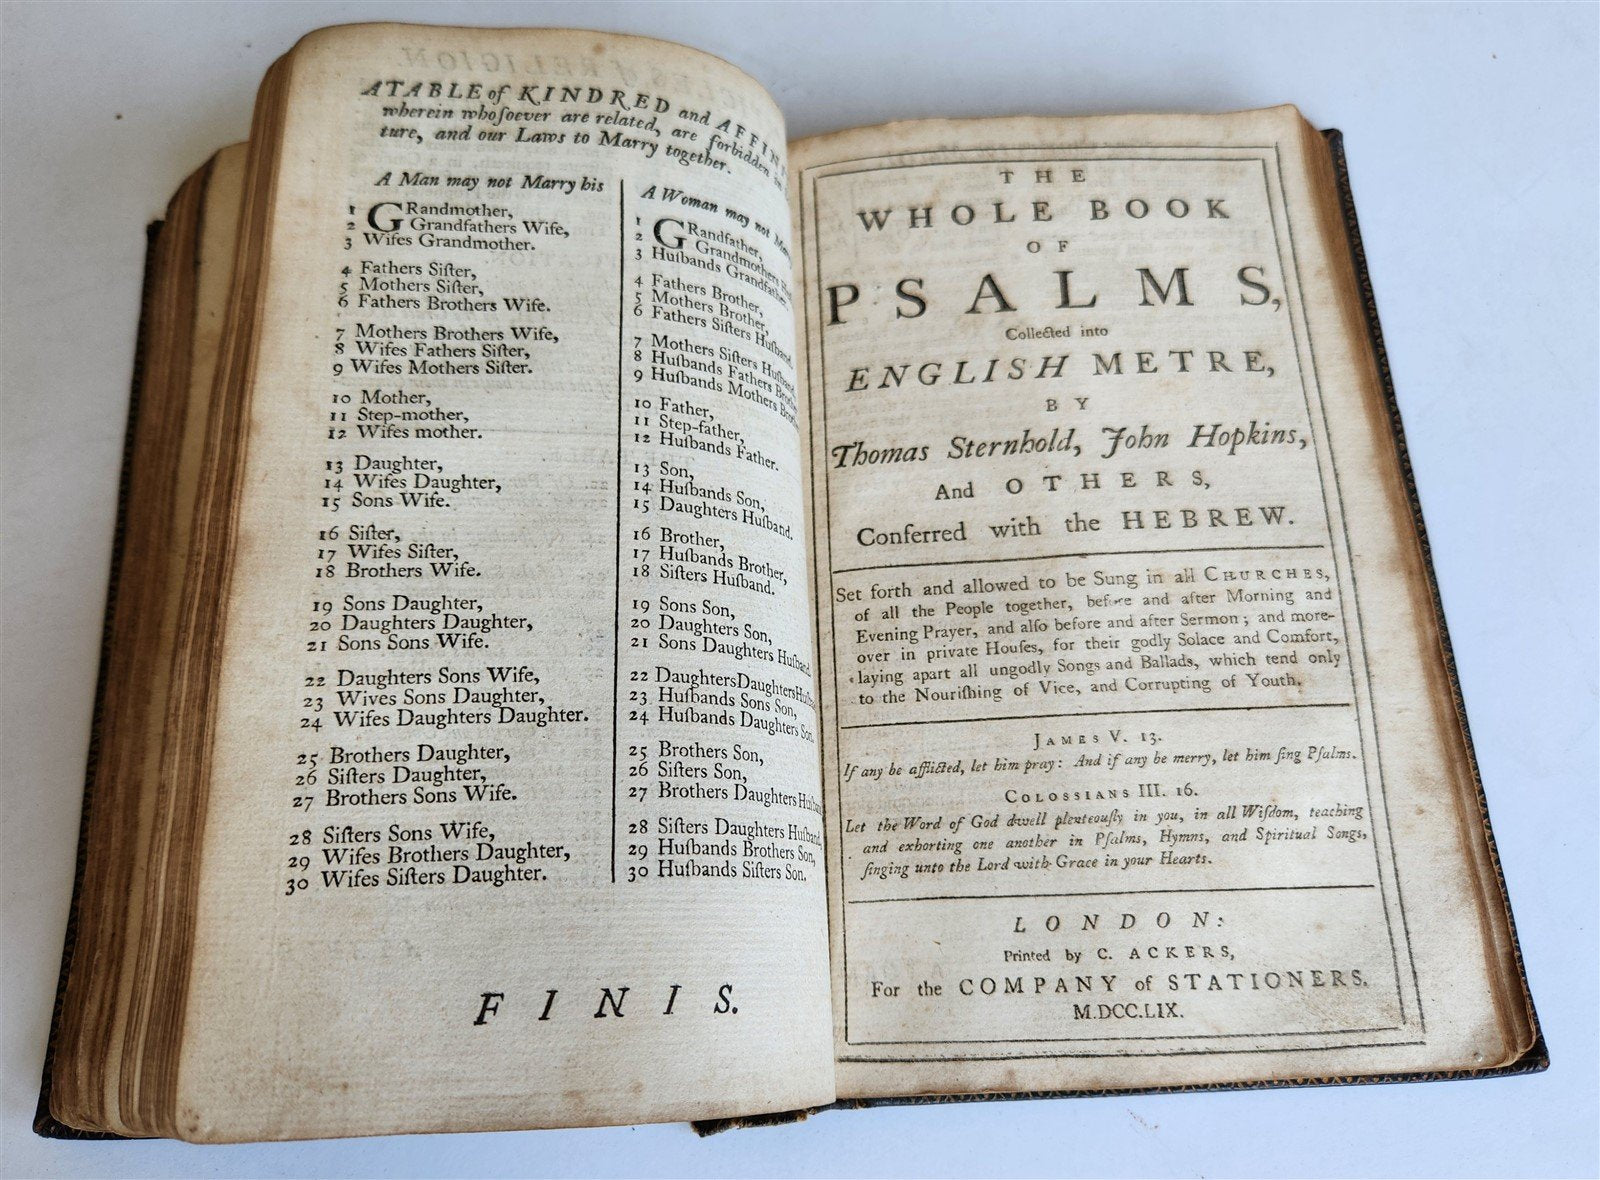 A TABLE of KINDRED and AFFIN
wherein whoſoever are related, are forbidden in
ture, and our Laws to Marry together.
A Man may not Marry his
1 GRandmother,
2 Grandfathers Wife,
3 Wifes Grandmother.
4 Fathers Siſter,
5 Mothers Siſter,
6 Fathers Brothers Wife.
7 Mothers Brothers Wife,
8 Wifes Fathers Siſter,
9 Wifes Mothers Siſter.
10 Mother,
11 Step-mother,
12 Wifes mother.
13 Daughter,
14 Wifes Daughter,
15 Sons Wife.
16 Siſter,
17 Wifes Siſter,
18 Brothers Wife.
19 Sons Daughter,
20 Daughters Daughter,
21 Sons Sons Wife.
22 Daughters Sons Wife,
23 Wives Sons Daughter,
24 Wifes Daughters Daughter.
25 Brothers Daughter,
26 Siſters Daughter,
27 Brothers Sons Wife.
28 Siſters Sons Wife,
29 Wifes Brothers Daughter,
30 Wifes Siſters Daughter.
A Woman may not
1 GRandfather,
2 Grandmothers
3 Huſbands Grandfather.
4 Fathers Brother,
5 Mothers Brother,
6 Fathers Siſters Huſband.
7 Mothers Siſters Huſband,
8 Huſbands Fathers
9 Huſbands Mothers
10 Father,
11 Step-father,
12 Huſbands Father.
13 Son,
14 Huſbands Son,
15 Daughters Huſband.
16 Brother,
17 Huſbands Brother,
18 Siſters Huſband.
19 Sons Son,
20 Daughters Son,
21 Sons Daughters Huſband.
22 DaughtersDaughters
23 Huſbands Sons Son,
24 Huſbands Daughters Son.
25 Brothers Son,
26 Siſters Son,
27 Brothers Daughters
28 Siſters Daughters Huſband,
29 Huſbands Brothers Son,
30 Huſbands Siſters Son.
FINIS.
THE
WHOLE BOOK
OF
PSALMS,
Collected into
ENGLISH METRE,
BY
Thomas Sternhold, John Hopkins,
And OTHERS,
Conferred with the HEBREW.
Set forth and allowed to be Sung in all CHURCHES,
of all the People together, before and after Morning and
Evening Prayer, and alſo before and after Sermon; and more-
over in private Houſes, for their godly Solace and Comfort,
laying apart all ungodly Songs and Ballads, which tend only
to the Nouriſhing of Vice, and Corrupting of Youth.
JAMES V. 13.
If any be afflicted, let him pray: And if any be merry, let him ſing Pſalms.
COLOSSIANS III. 16.
Let the Word of God dwell plenteouſly in you, in all Wiſdom, teaching
and exhorting one another in Pſalms, Hymns, and Spiritual Songs,
ſinging unto the Lord with Grace in your Hearts.
LONDON:
Printed by C. ACKERS,
For the COMPANY of STATIONERS.
M.DCC.LIX.